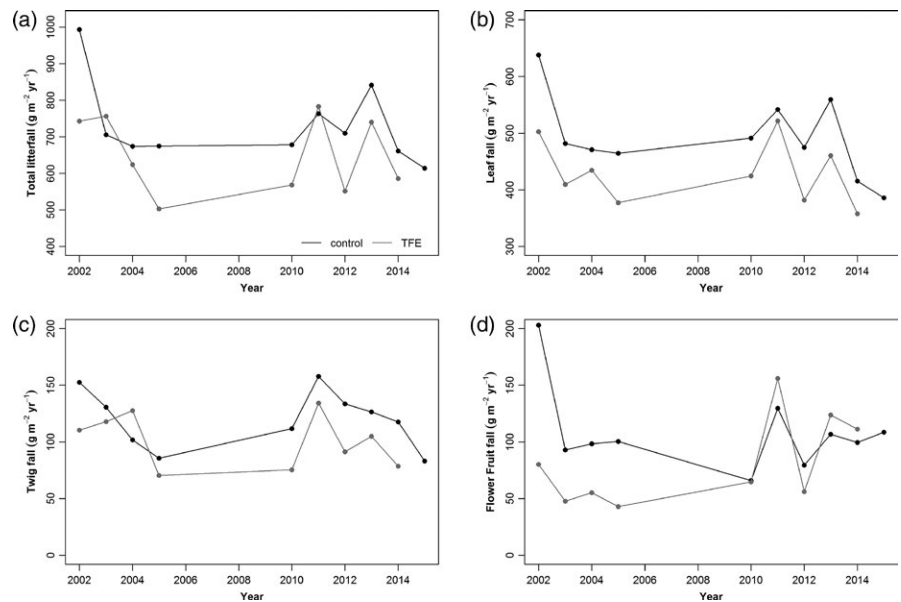 (a)
Total litterfall (g m⁻² yr⁻¹)
1000
900
800
700
600
500
400
control TFE
2002 2004 2006 2008 2010 2012 2014
Year
(b)
Leaf fall (g m⁻² yr⁻¹)
700
600
500
400
300
2002 2004 2006 2008 2010 2012 2014
Year
(c)
Twig fall (g m⁻² yr⁻¹)
200
150
100
50
0
2002 2004 2006 2008 2010 2012 2014
Year
(d)
Flower Fruit fall (g m⁻² yr⁻¹)
200
150
100
50
0
2002 2004 2006 2008 2010 2012 2014
Year